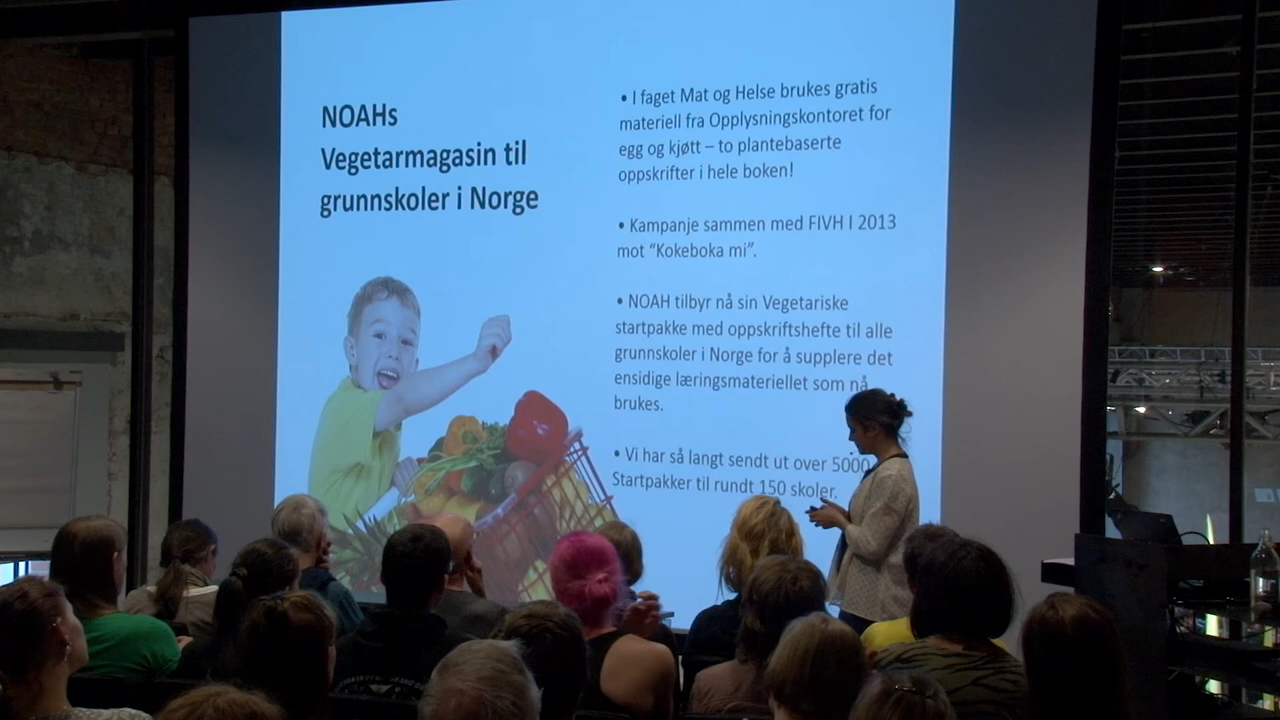 NOAHs
Vegetarmagasin til
grunnskoler i Norge
• I faget Mat og Helse brukes gratis
materiell fra Opplysningskontoret for
egg og kjøtt – to plantebaserte
oppskrifter i hele boken!
• Kampanje sammen med FIVH I 2013
mot “Kokeboka mi”.
• NOAH tilbyr nå sin Vegetariske
startpakke med oppskriftshefte til alle
grunnskoler i Norge for å supplere det
ensidige læringsmateriellet som nå
brukes.
• Vi har så langt sendt ut over 5000
Startpakker til rundt 150 skoler.